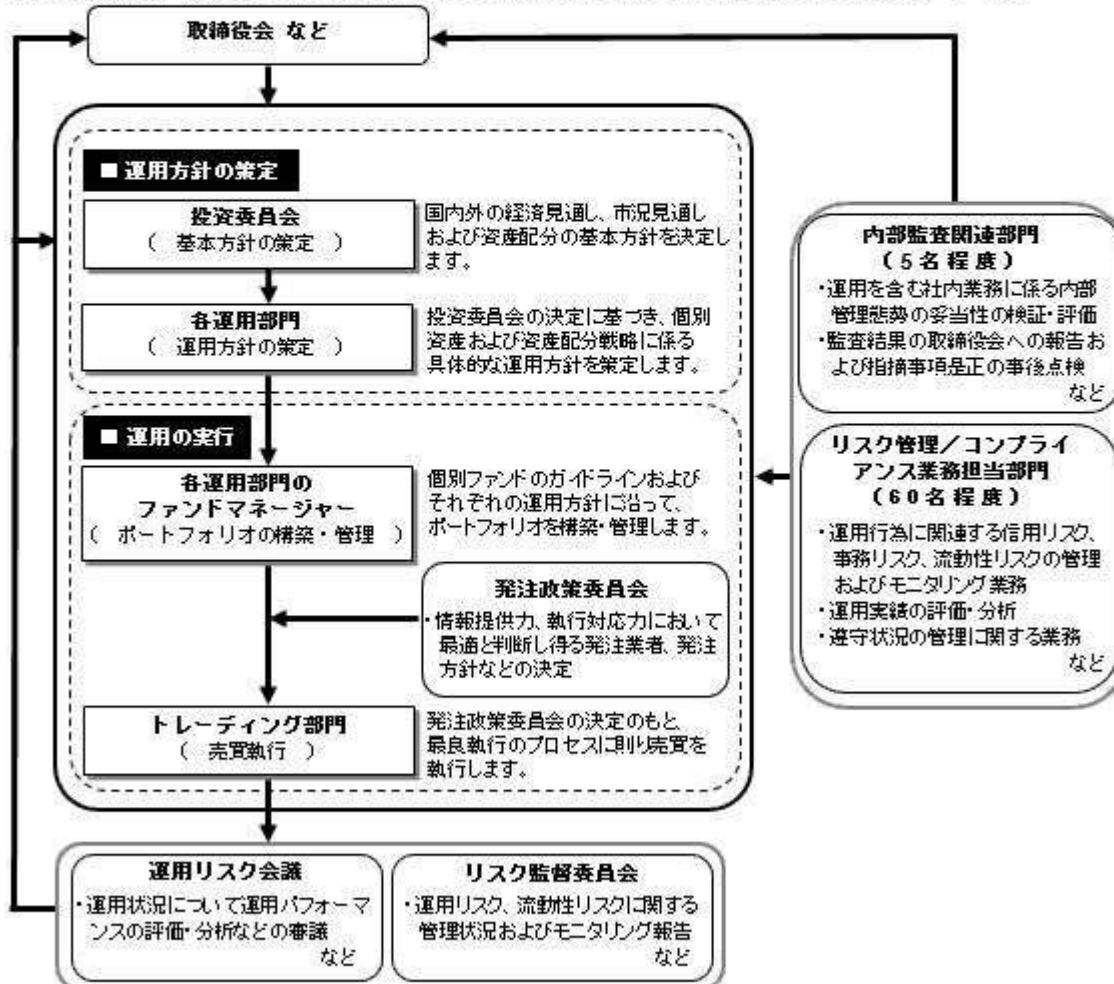 取締役会 など
■ 運用方針の策定
投資委員会
( 基本方針の策定 )
国内外の経済見通し、市況見通し
および資産配分の基本方針を決定し
ます。
各運用部門
( 運用方針の策定 )
投資委員会の決定に基づき、個別
資産および資産配分戦略に係る
具体的な運用方針を策定します。
■ 運用の実行
各運用部門の
ファンドマネージャー
( ポートフォリオの構築・管理 )
個別ファンドのガイドラインおよび
それぞれの運用方針に沿って、
ポートフォリオを構築・管理します。
発注政策委員会
・情報提供力、執行対応力において
最適と判断し得る発注業者、発注
方針などの決定
トレーディング部門
( 売買執行 )
発注政策委員会の決定のもと、
最良執行のプロセスに則り売買を
執行します。
内部監査関連部門
(5名程度)
・運用を含む社内業務に係る内部
管理態勢の妥当性の検証・評価
・監査結果の取締役会への報告お
よび指摘事項是正の事後点検
など
リスク管理/コンプライ
アンス業務担当部門
(60名程度)
・運用行為に関連する信用リスク、
事務リスク、流動性リスクの管理
およびモニタリング業務
・運用実績の評価・分析
・遵守状況の管理に関する業務
など
運用リスク会議
・運用状況について運用パフォーマ
ンスの評価・分析などの審議
など
リスク監督委員会
・運用リスク、流動性リスクに関する
管理状況およびモニタリング報告
など